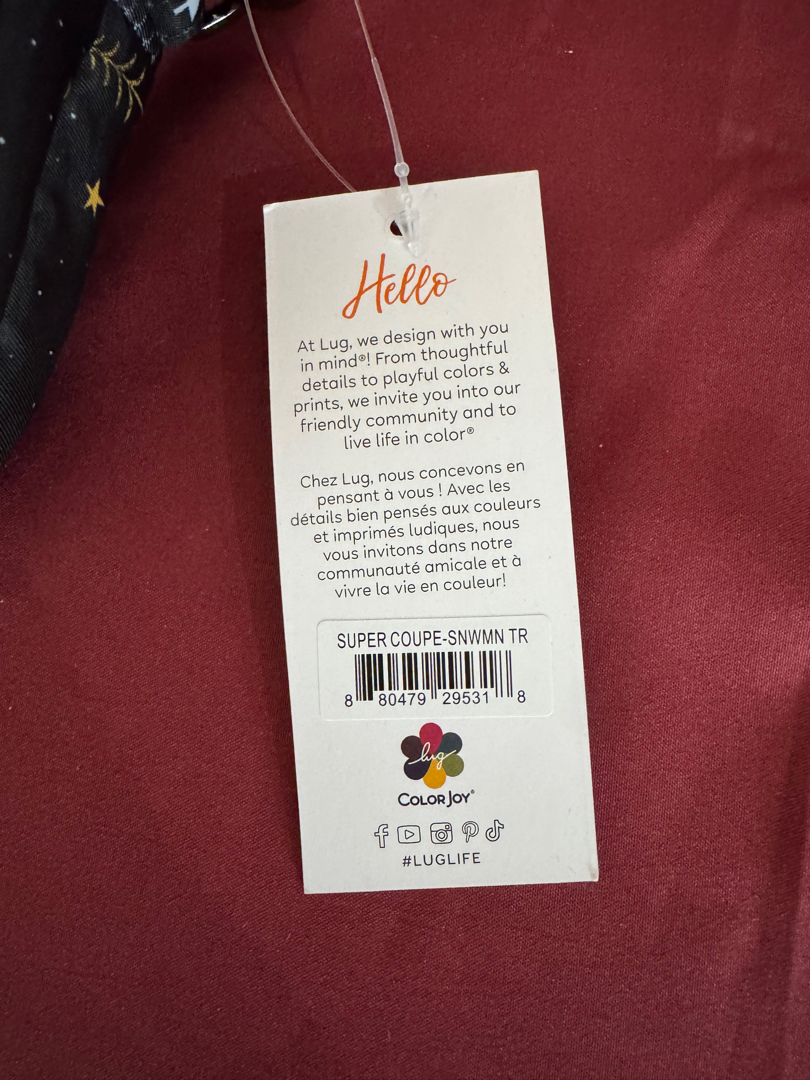 Hello
At Lug, we design with you
in mind®! From thoughtful
details to playful colors &
prints, we invite you into our
friendly community and to
live life in color®
Chez Lug, nous concevons en
pensant à vous ! Avec les
détails bien pensés aux couleurs
et imprimés ludiques, nous
vous invitons dans notre
communauté amicale et à
vivre la vie en couleur!
SUPER COUPE-SNWMN TR
8 80479 29531 8
lug
COLORJOY®
#LUGLIFE